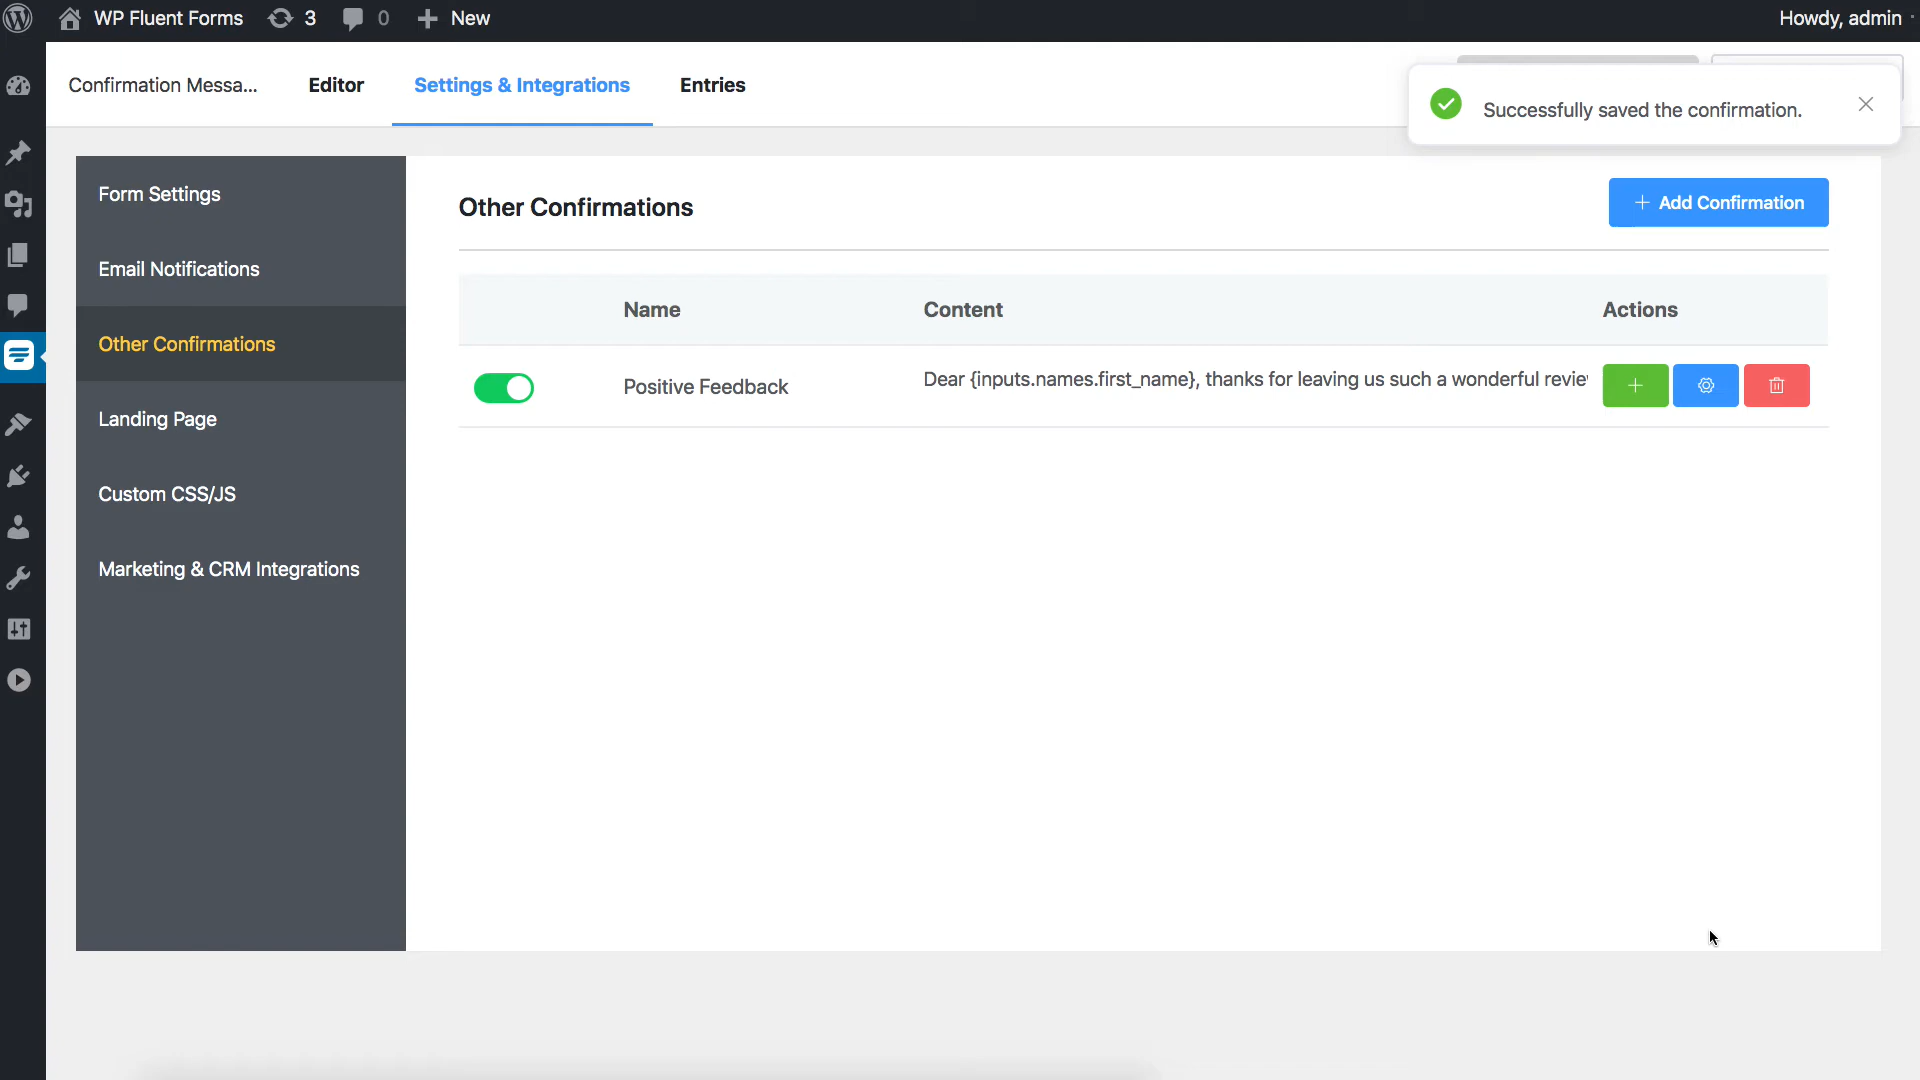 WP Fluent Forms 3 0 New Howdy, admin
Confirmation Messa... Editor Settings & Integrations Entries
Successfully saved the confirmation.
Form Settings
Email Notifications
Other Confirmations
Landing Page
Custom CSS/JS
Marketing & CRM Integrations
Other Confirmations
Add Confirmation
Name Content Actions
Positive Feedback Dear {inputs.names.first_name}, thanks for leaving us such a wonderful